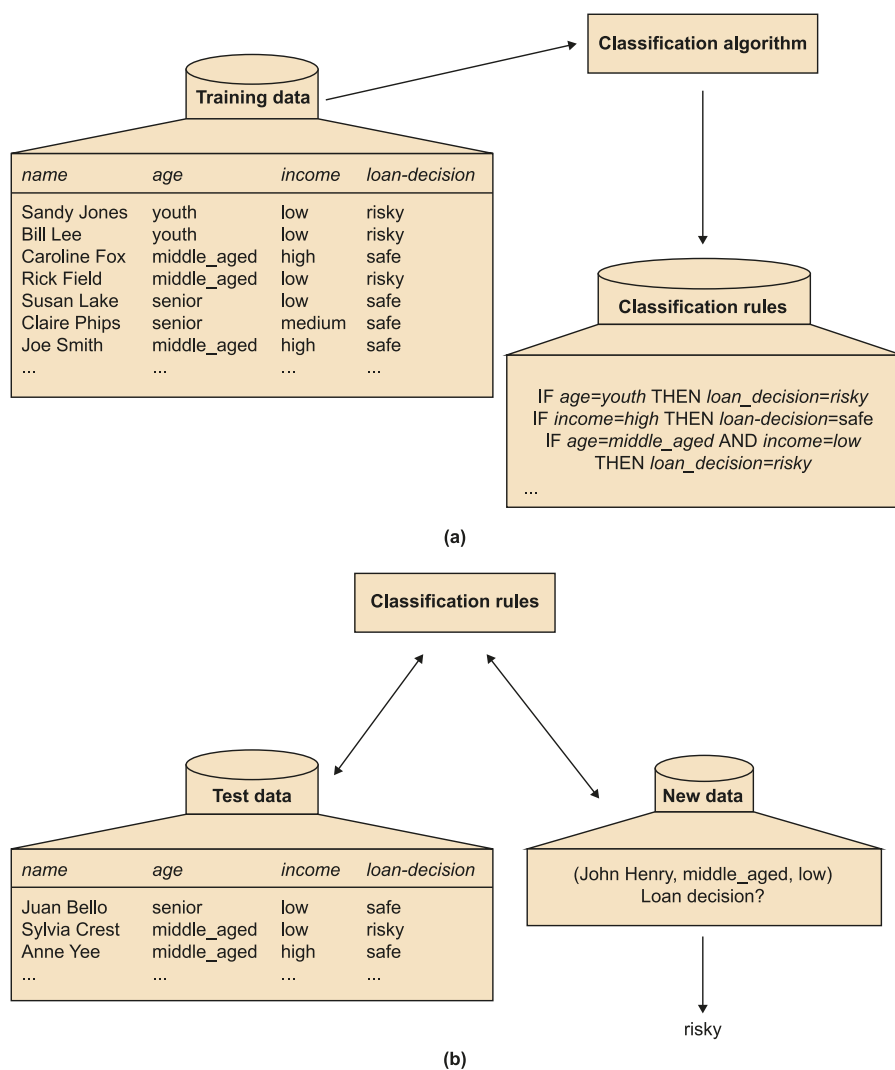 Classification algorithm
Training data
name age income loan-decision
Sandy Jones youth low risky
Bill Lee youth low risky
Caroline Fox middle_aged high safe
Rick Field middle_aged low risky
Susan Lake senior low safe
Claire Phips senior medium safe
Joe Smith middle_aged high safe
... ... ... ...
Classification rules
IF age=youth THEN loan_decision=risky
IF income=high THEN loan-decision=safe
IF age=middle_aged AND income=low
THEN loan_decision=risky
...
(a)
Classification rules
Test data
name age income loan-decision
Juan Bello senior low safe
Sylvia Crest middle_aged low risky
Anne Yee middle_aged high safe
... ... ... ...
New data
(John Henry, middle_aged, low)
Loan decision?
risky
(b)